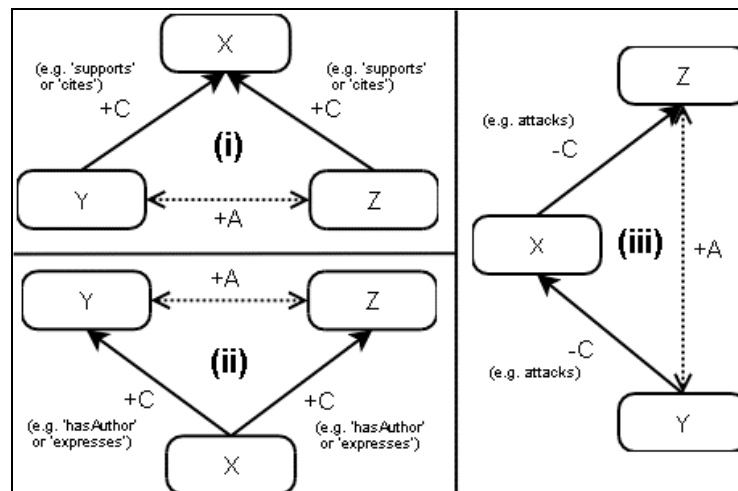 X
(e.g. 'supports'
or 'cites')
(e.g. 'supports'
or 'cites')
+C
+C
(i)
Y
Z
+A
+A
Y
Z
(ii)
+C
+C
(e.g. 'hasAuthor'
or 'expresses')
(e.g. 'hasAuthor'
or 'expresses')
X
Z
(e.g. attacks)
-C
X
(iii)
+A
-C
(e.g. attacks)
Y